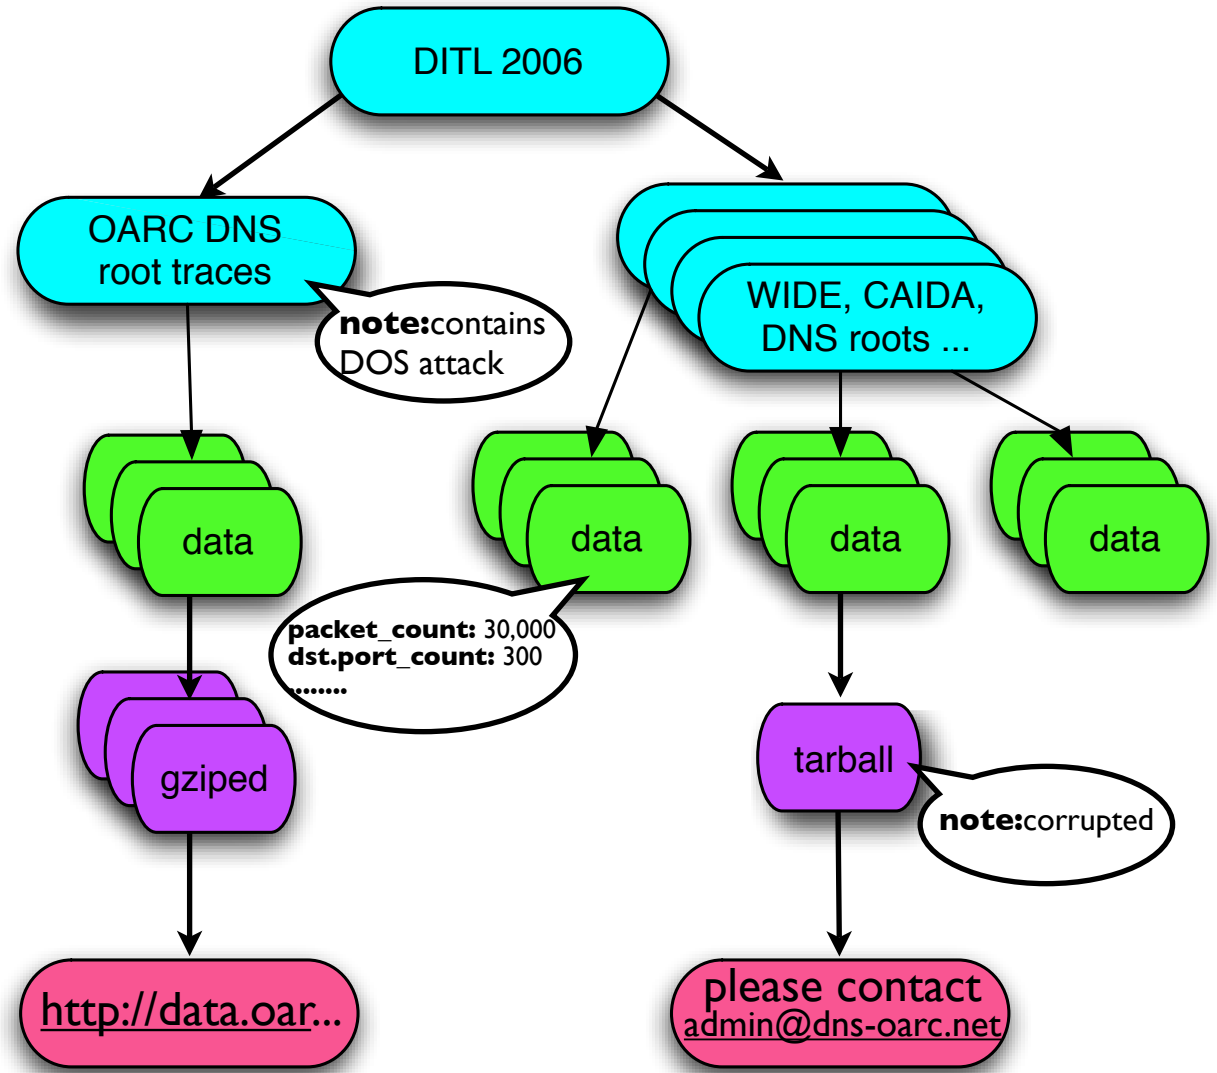 DITL 2006
OARC DNS
root traces
note:contains
DOS attack
WIDE, CAIDA,
DNS roots ...
data
data
data
data
packet_count: 30,000
dst.port_count: 300
........
gziped
tarball
note:corrupted
http://data.oar...
please contact
admin@dns-oarc.net